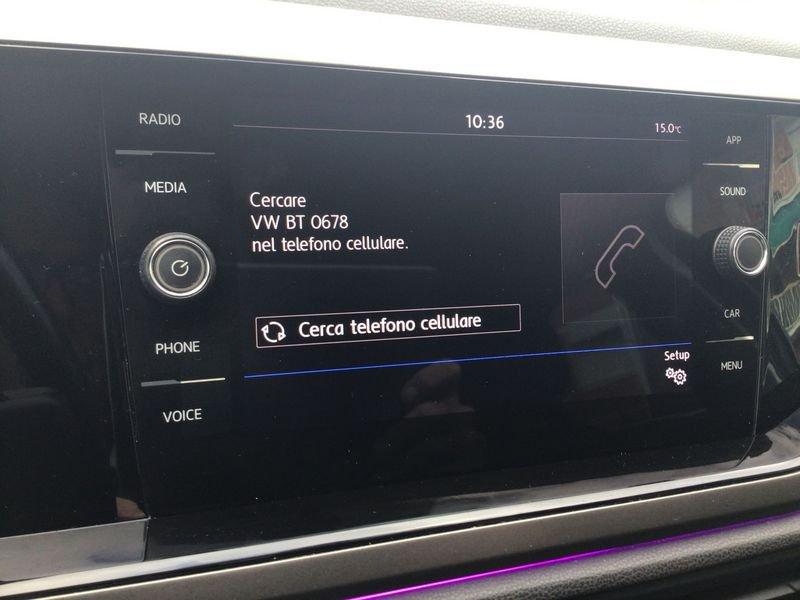 RADIO
10:36
15.0°C
APP
MEDIA
SOUND
Cercare
VW BT 0678
nel telefono cellulare.
Cerca telefono cellulare
CAR
PHONE
Setup
MENU
VOICE